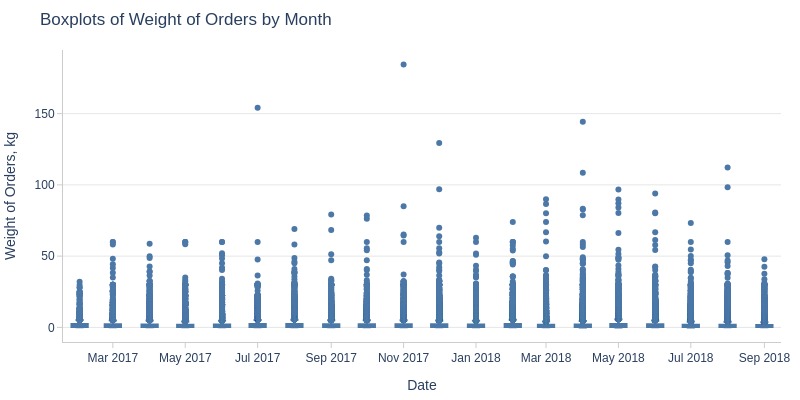 Boxplots of Weight of Orders by Month
Weight of Orders, kg
150
100
50
0
Mar 2017 May 2017 Jul 2017 Sep 2017 Nov 2017 Jan 2018 Mar 2018 May 2018 Jul 2018 Sep 2018
Date